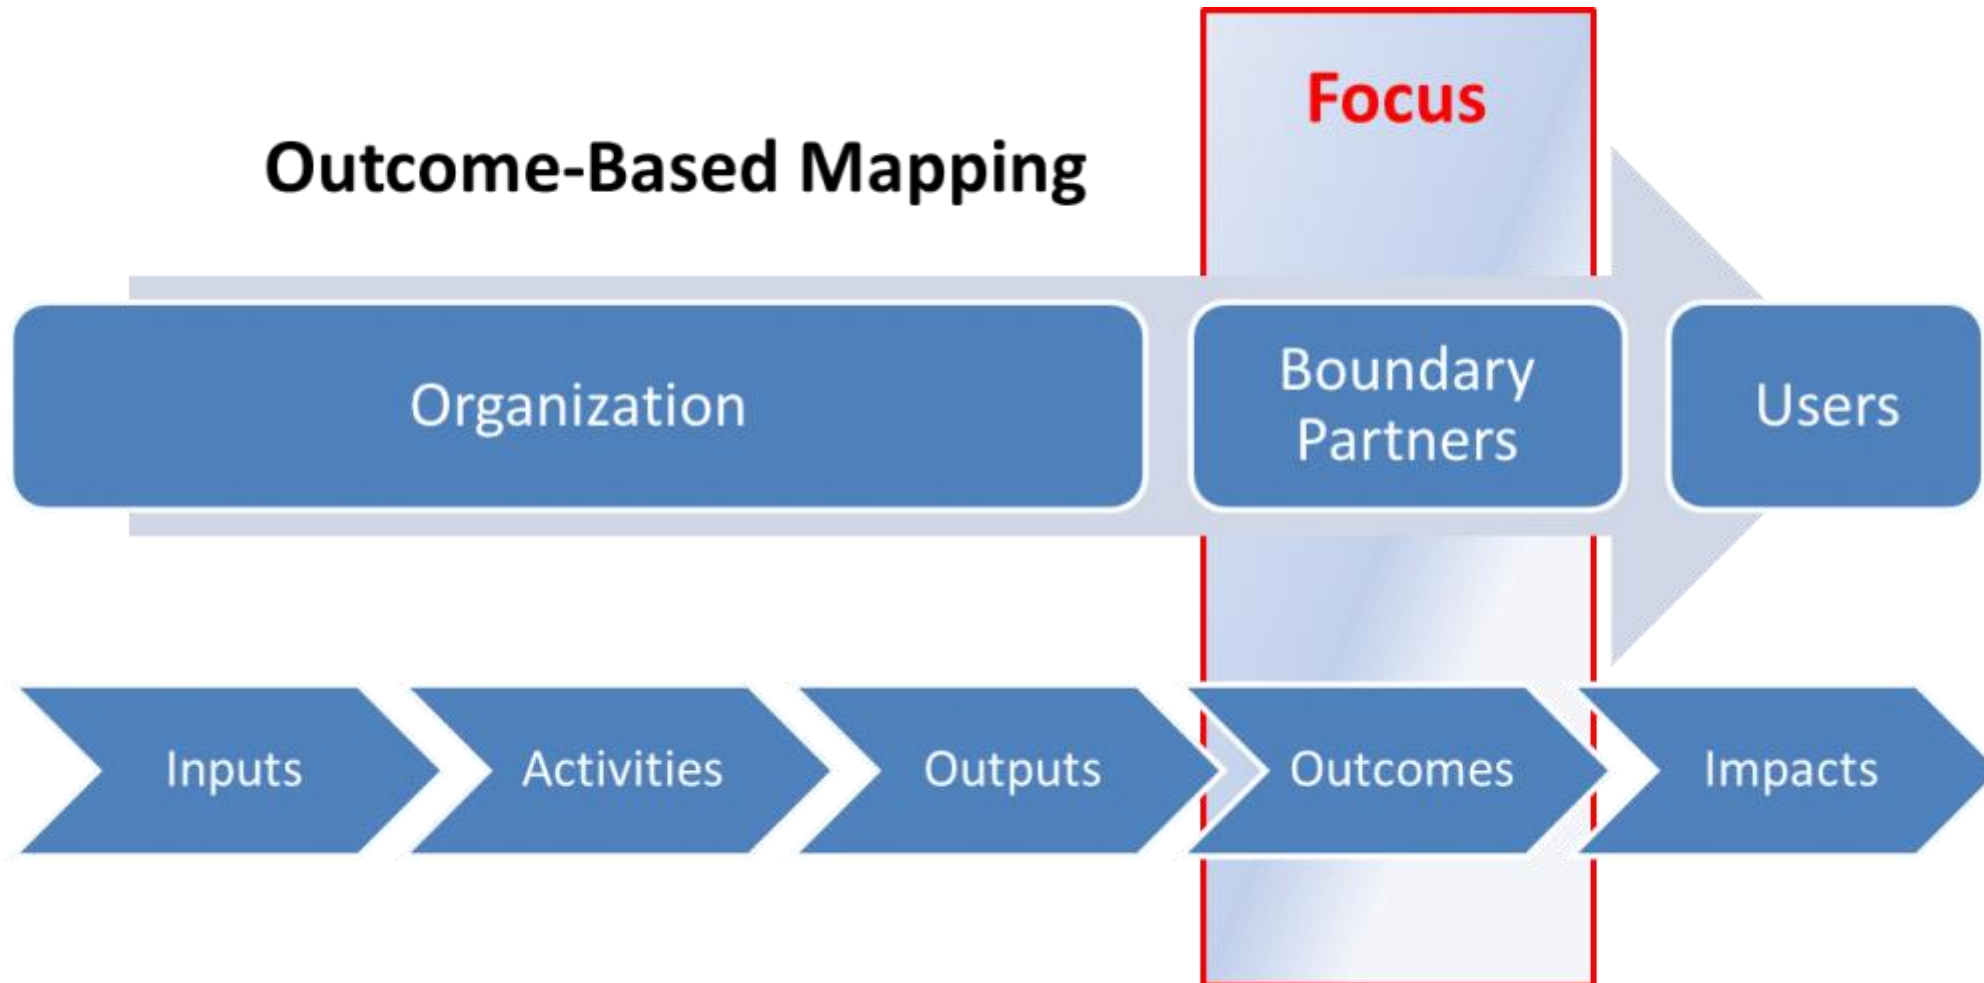 Focus
Outcome-Based Mapping
Organization
Boundary
Partners
Users
Inputs
Activities
Outputs
Outcomes
Impacts